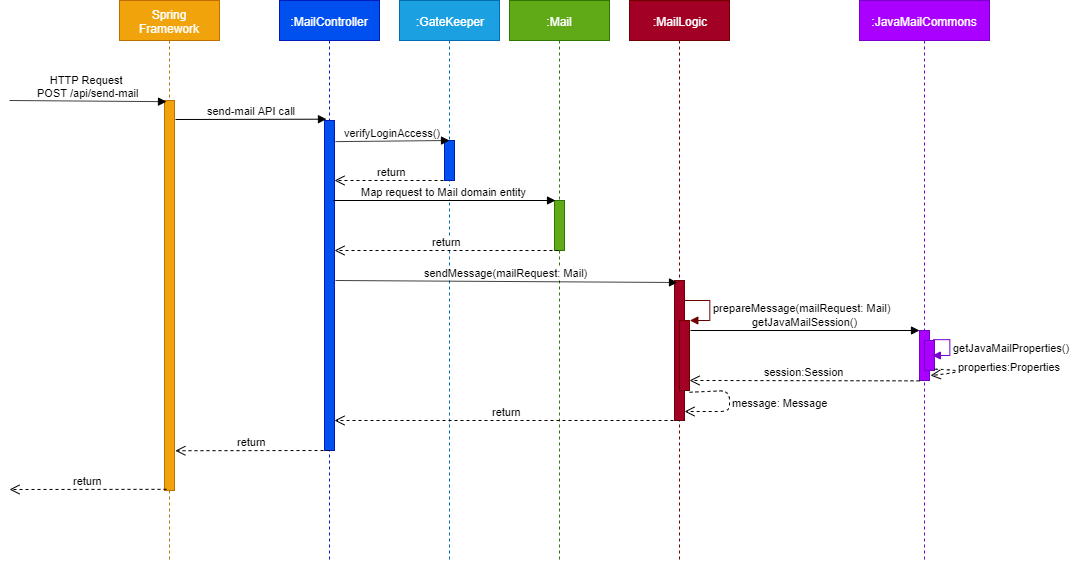 Spring
Framework
:MailController
:GateKeeper
:Mail
:MailLogic
:JavaMailCommons
HTTP Request
POST /api/send-mail
send-mail API call
verifyLoginAccess()
return
Map request to Mail domain entity
return
sendMessage(mailRequest: Mail)
prepareMessage(mailRequest: Mail)
getJavaMailSession()
getJavaMailProperties()
properties:Properties
session:Session
message: Message
return
return
return